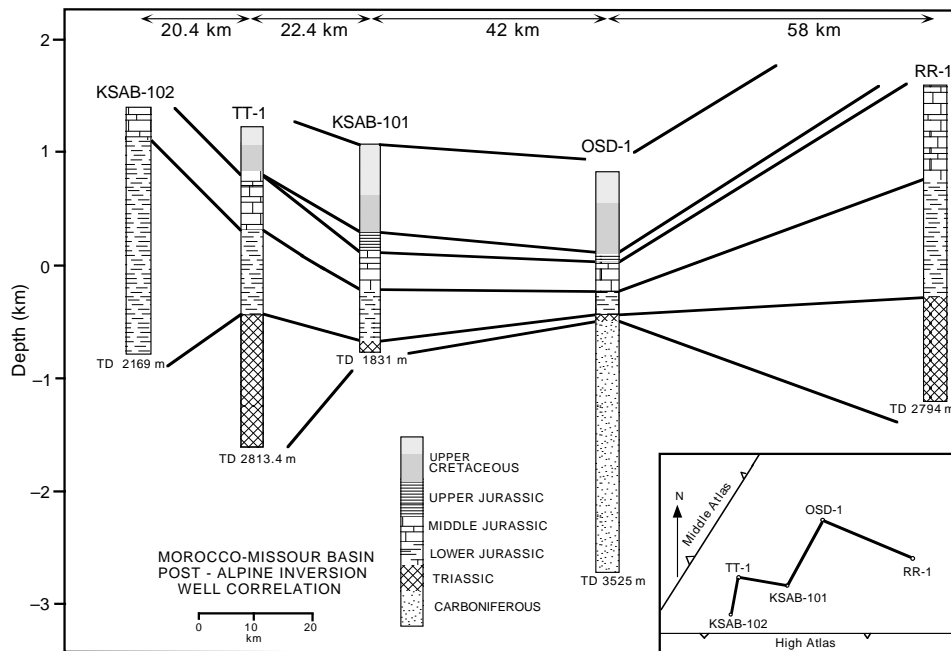 20.4 km 22.4 km 42 km 58 km
2
1
0
–1
–2
–3
Depth (km)
KSAB-102
TT-1
KSAB-101
OSD-1
RR-1
TD 2169 m
TD 2813.4 m
TD 1831 m
TD 3525 m
TD 2794 m
UPPER
CRETACEOUS
UPPER JURASSIC
MIDDLE JURASSIC
LOWER JURASSIC
TRIASSIC
CARBONIFEROUS
MOROCCO-MISSOUR BASIN
POST - ALPINE INVERSION
WELL CORRELATION
0 10 20
km
N
Middle Atlas
OSD-1
TT-1
RR-1
KSAB-101
KSAB-102
High Atlas